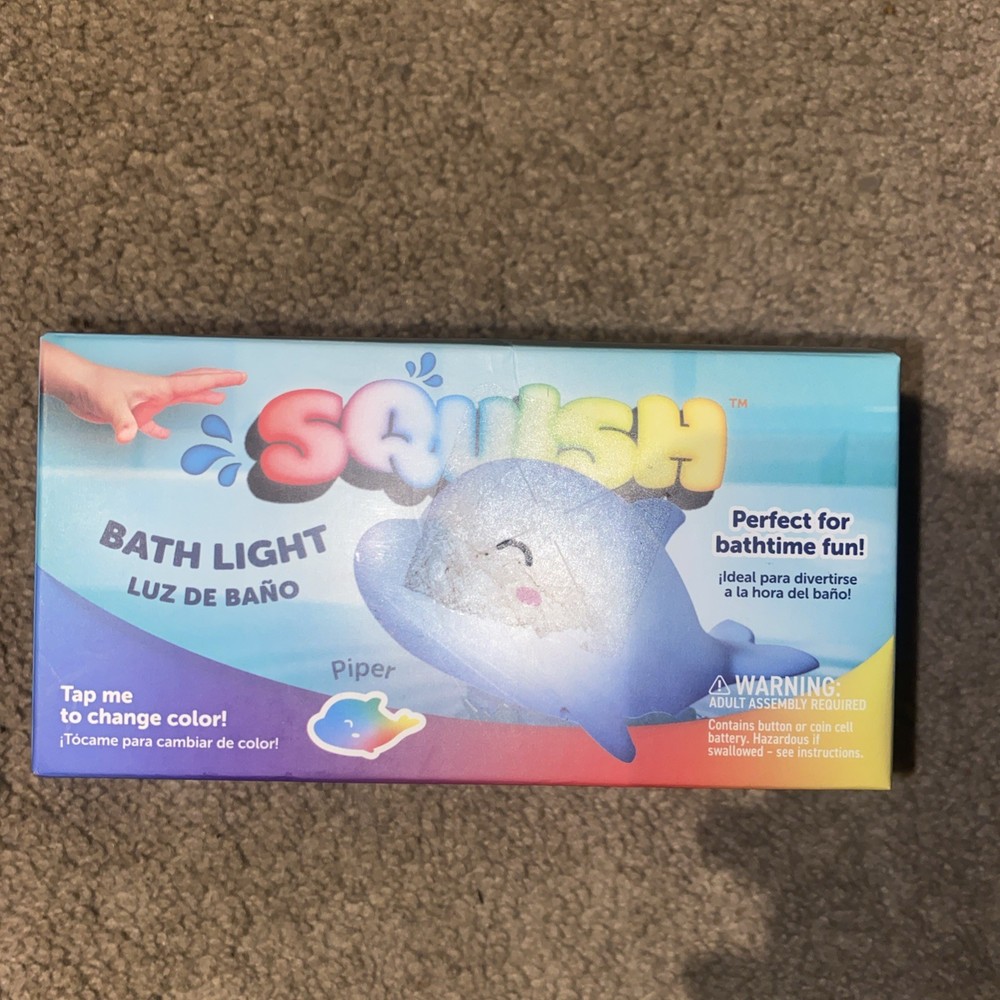 SQUISH™
BATH LIGHT
LUZ DE BAÑO
Perfect for
bathtime fun!
¡Ideal para divertirse
a la hora del baño!
Piper
Tap me
to change color!
¡Tócame para cambiar de color!
WARNING:
ADULT ASSEMBLY REQUIRED
Contains button or coin cell
battery. Hazardous if
swallowed – see instructions.